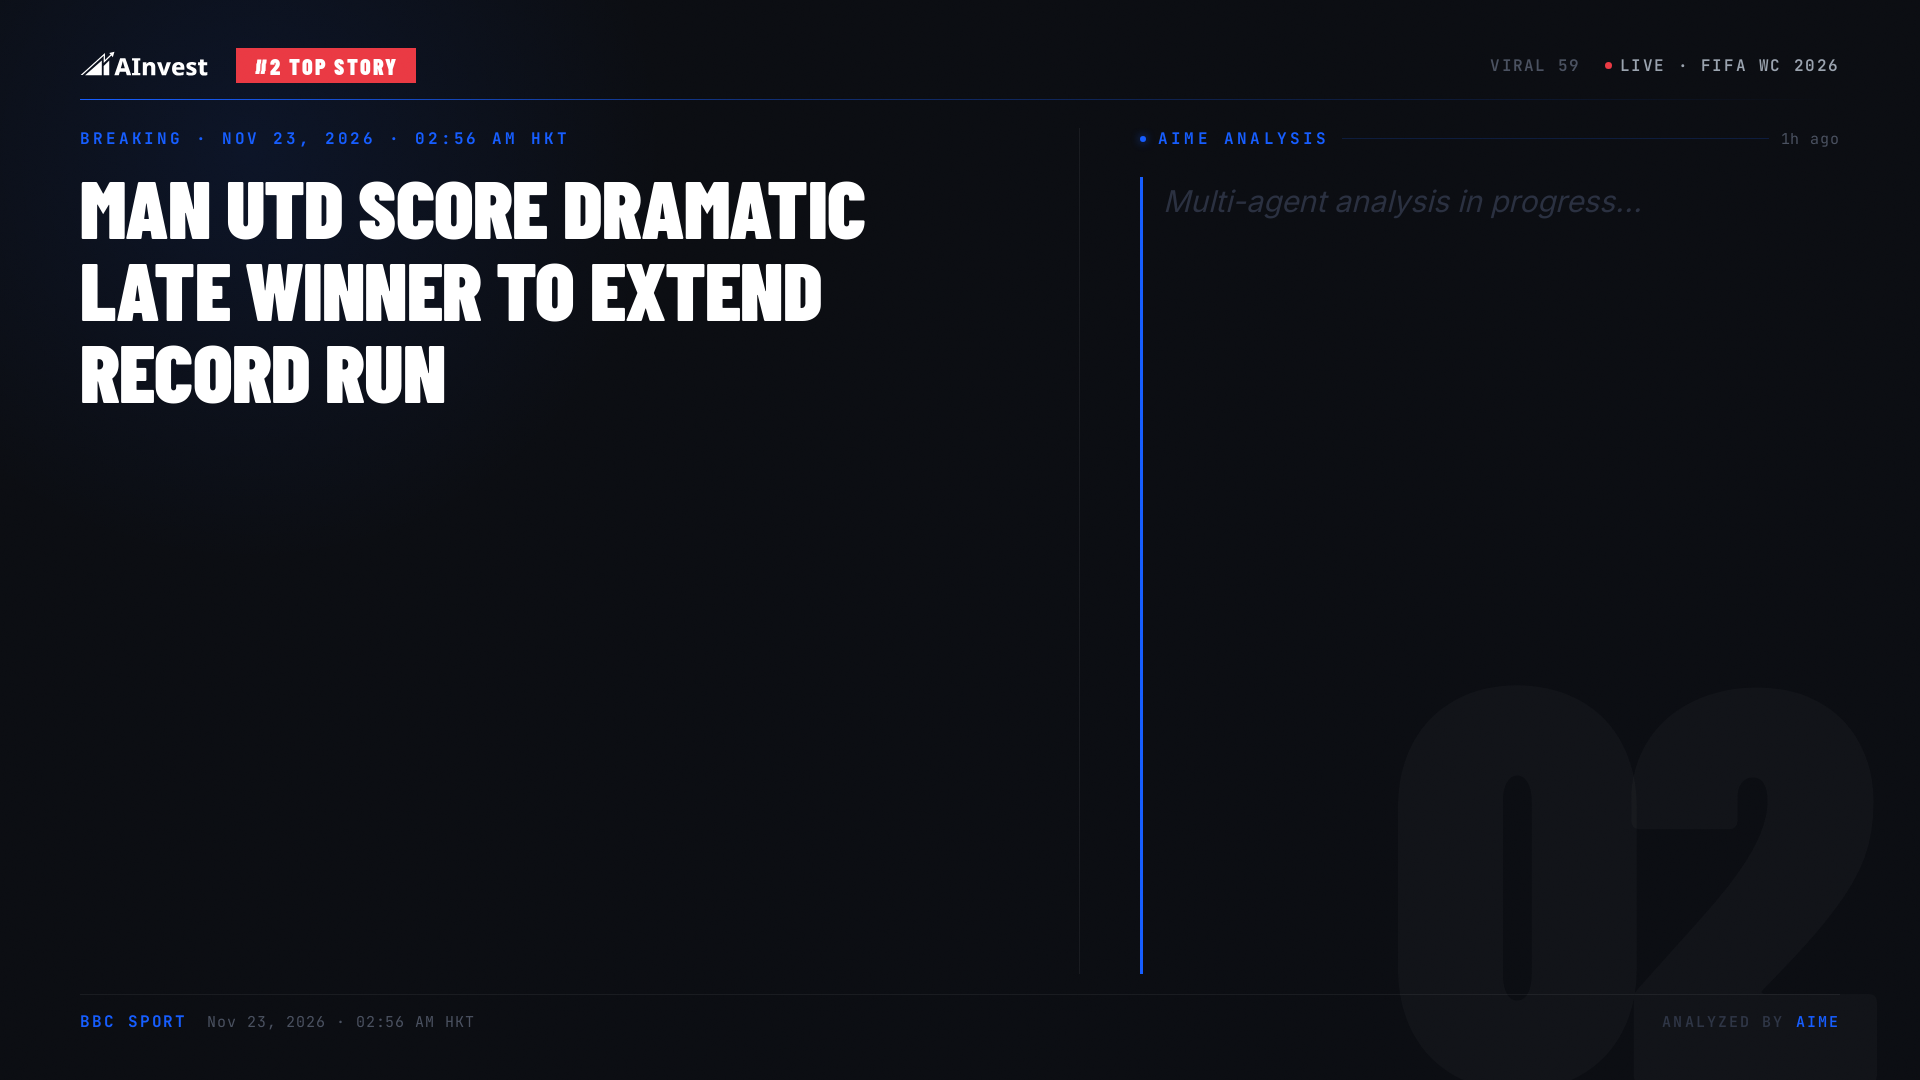 AInvest
#2 TOP STORY
VIRAL 59
LIVE · FIFA WC 2026
BREAKING · NOV 23, 2026 · 02:56 AM HKT
MAN UTD SCORE DRAMATIC
LATE WINNER TO EXTEND
RECORD RUN
AIME ANALYSIS
1h ago
Multi-agent analysis in progress...
02
BBC SPORT
Nov 23, 2026 · 02:56 AM HKT
ANALYZED BY AIME